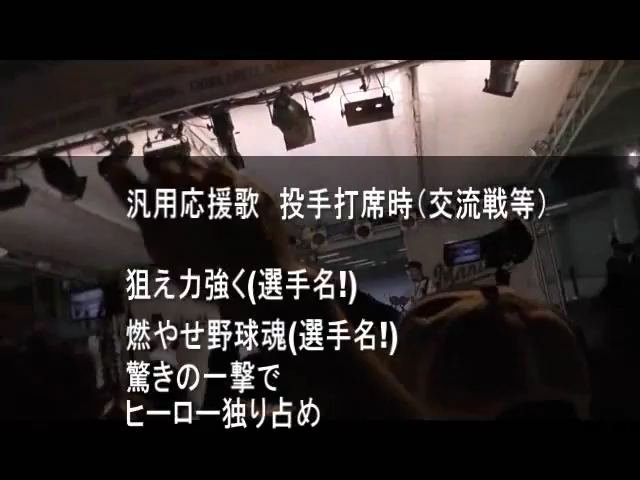 汎用応援歌　投手打席時（交流戦等）
狙え力強く(選手名!)
燃やせ野球魂(選手名!)
驚きの一撃で
ヒーロー独り占め